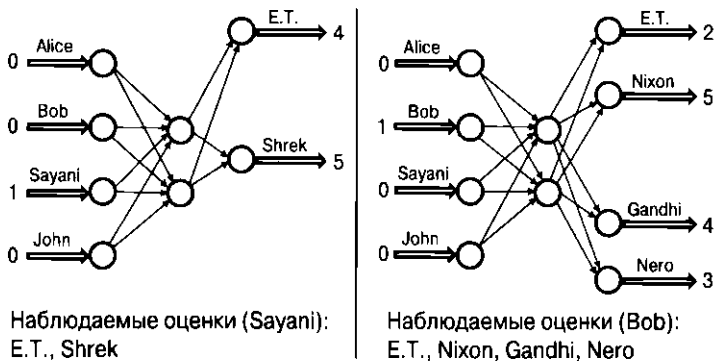 E.T.
4
Alice
0
Bob
0
Shrek
5
Sayani
1
John
0
Наблюдаемые оценки (Sayani):
E.T., Shrek
E.T.
2
Alice
0
Nixon
5
Bob
1
Sayani
0
Gandhi
4
John
0
Nero
3
Наблюдаемые оценки (Bob):
E.T., Nixon, Gandhi, Nero